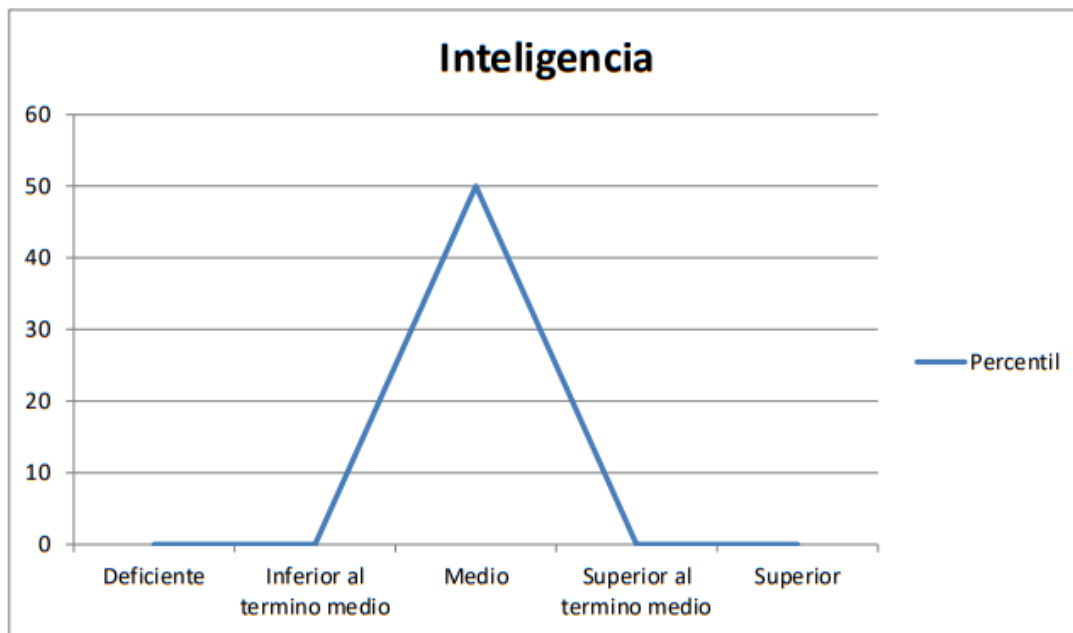 Inteligencia
60
50
40
30
20
10
0
Percentil
Deficiente
Inferior al
termino medio
Medio
Superior al
termino medio
Superior